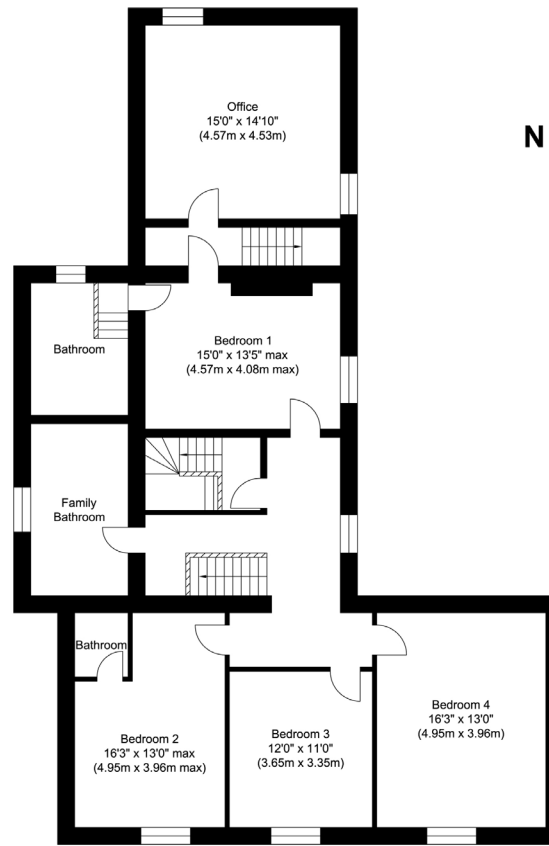 Office
15'0" x 14'10"
(4.57m x 4.53m)
N
Bathroom
Bedroom 1
15'0" x 13'5" max
(4.57m x 4.08m max)
Family
Bathroom
Bathroom
Bedroom 2
16'3" x 13'0" max
(4.95m x 3.96m max)
Bedroom 3
12'0" x 11'0"
(3.65m x 3.35m)
Bedroom 4
16'3" x 13'0"
(4.95m x 3.96m)